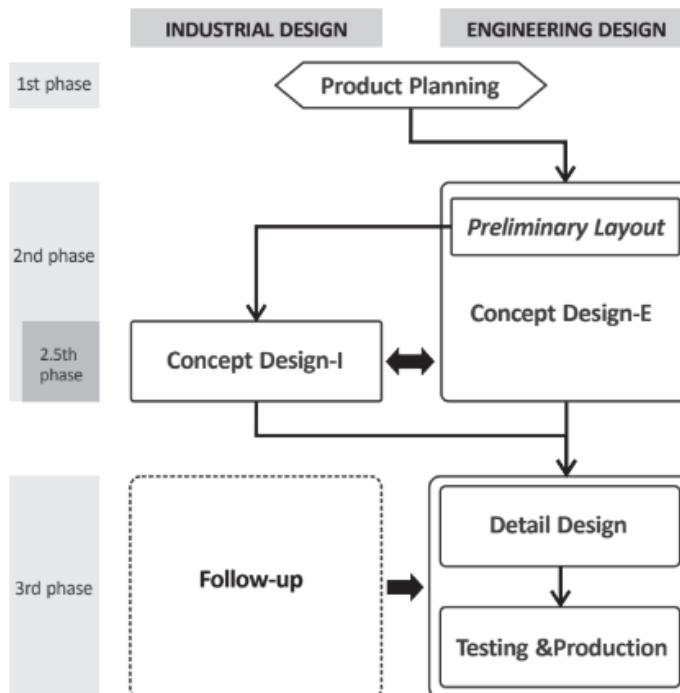 INDUSTRIAL DESIGN
ENGINEERING DESIGN
1st phase
Product Planning
2nd phase
Preliminary Layout
Concept Design-E
2.5th
phase
Concept Design-I
3rd phase
Follow-up
Detail Design
Testing &Production